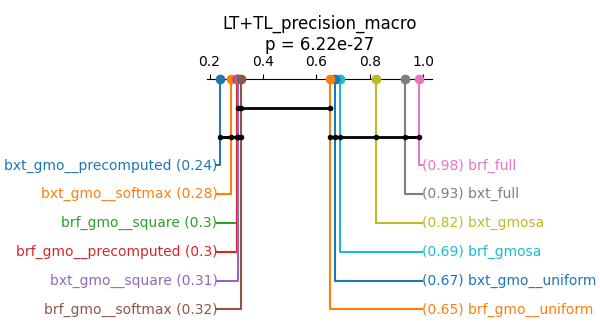 LT+TL_precision_macro
p = 6.22e-27
0.2 0.4 0.6 0.8 1.0
bxt_gmo__precomputed (0.24) (0.98) brf_full
bxt_gmo__softmax (0.28) (0.93) bxt_full
brf_gmo__square (0.3) (0.82) bxt_gmosa
brf_gmo__precomputed (0.3) (0.69) brf_gmosa
bxt_gmo__square (0.31) (0.67) bxt_gmo__uniform
brf_gmo__softmax (0.32) (0.65) brf_gmo__uniform